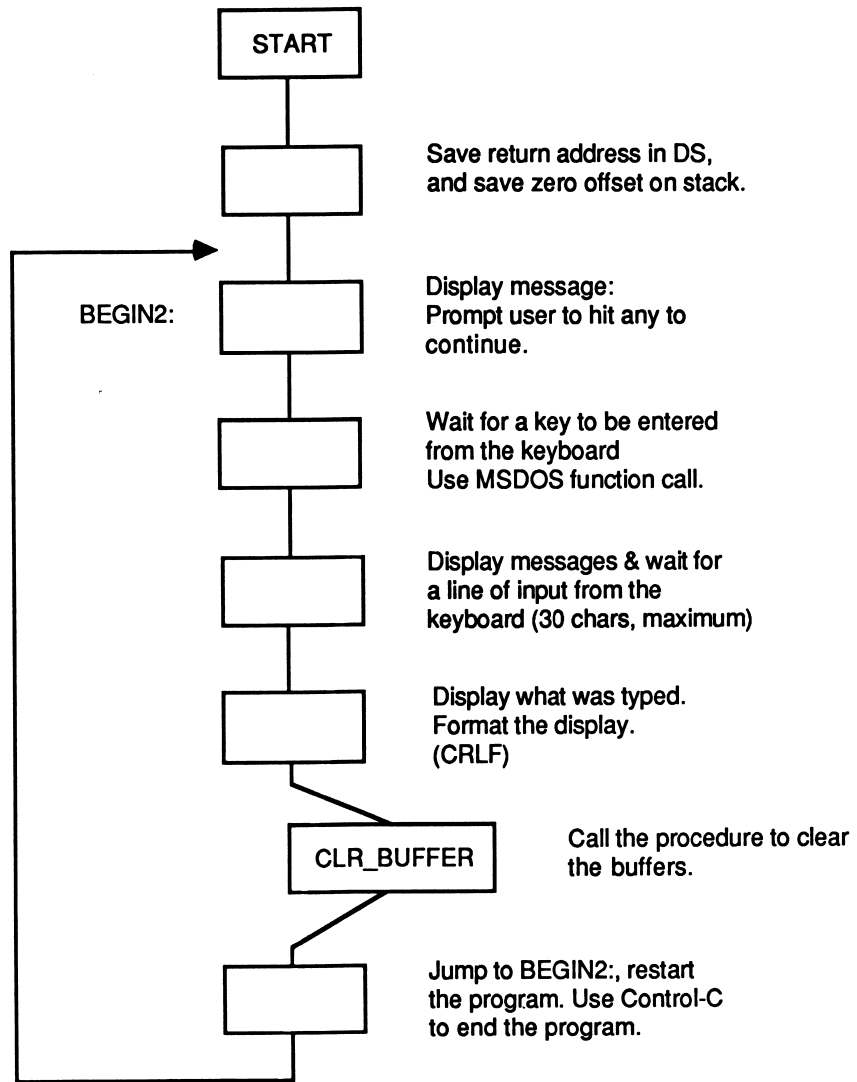 START
Save return address in DS,
and save zero offset on stack.
BEGIN2:
Display message:
Prompt user to hit any to
continue.
Wait for a key to be entered
from the keyboard
Use MSDOS function call.
Display messages & wait for
a line of input from the
keyboard (30 chars, maximum)
Display what was typed.
Format the display.
(CRLF)
CLR_BUFFER
Call the procedure to clear
the buffers.
Jump to BEGIN2:, restart
the program. Use Control-C
to end the program.